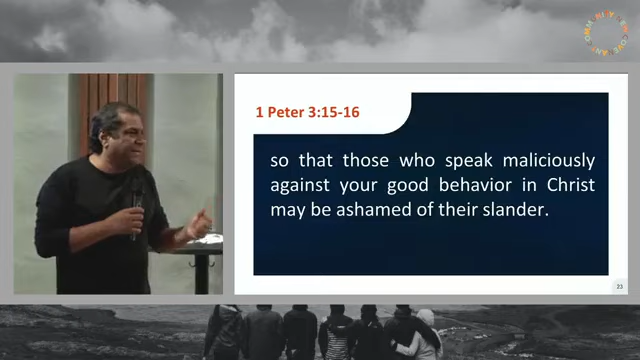 1 Peter 3:15-16
so that those who speak maliciously
against your good behavior in Christ
may be ashamed of their slander.
23